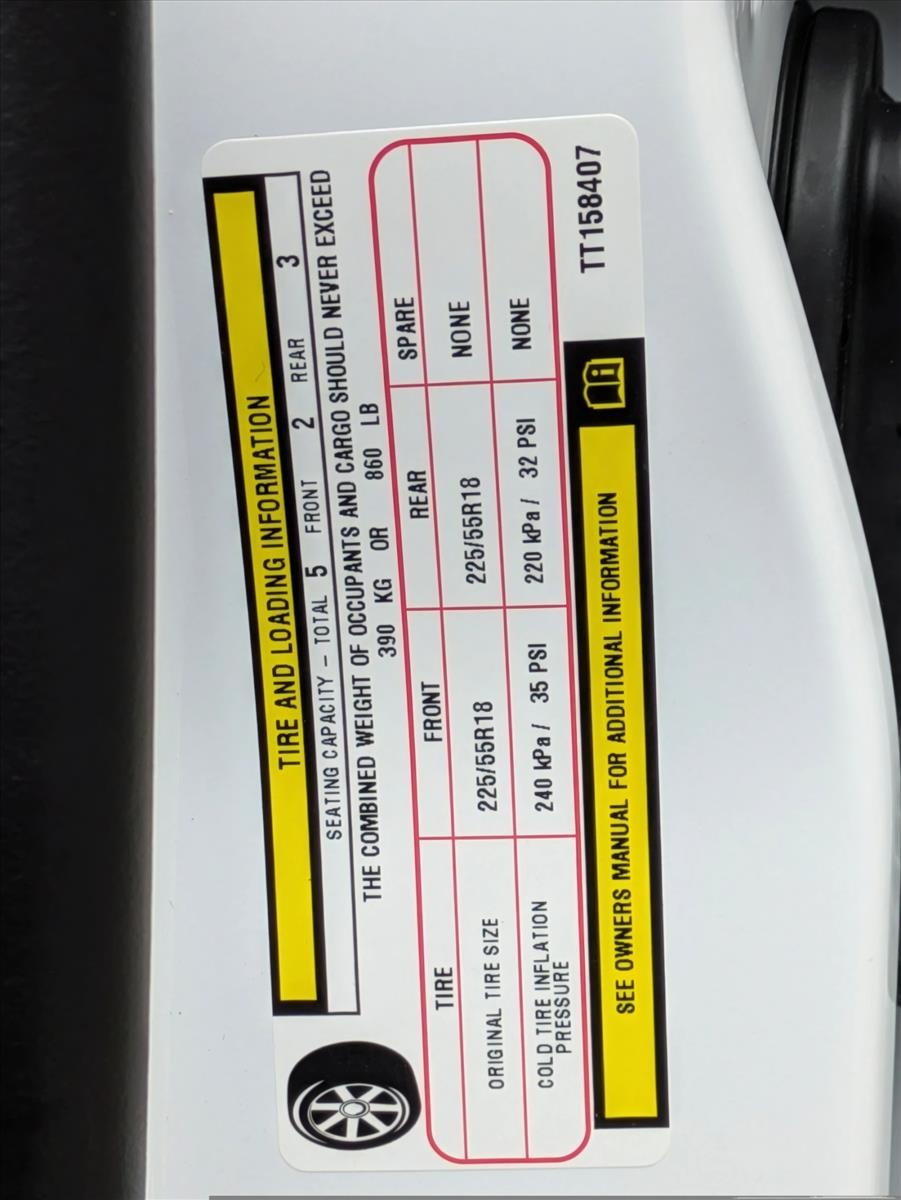 TIRE AND LOADING INFORMATION
SEATING CAPACITY - TOTAL 5 FRONT 2 REAR 3
THE COMBINED WEIGHT OF OCCUPANTS AND CARGO SHOULD NEVER EXCEED
390 KG OR 860 LB
TIRE FRONT REAR SPARE
ORIGINAL TIRE SIZE 225/55R18 225/55R18 NONE
COLD TIRE INFLATION
PRESSURE 240 kPa / 35 PSI 220 kPa / 32 PSI NONE
SEE OWNERS MANUAL FOR ADDITIONAL INFORMATION
TT158407